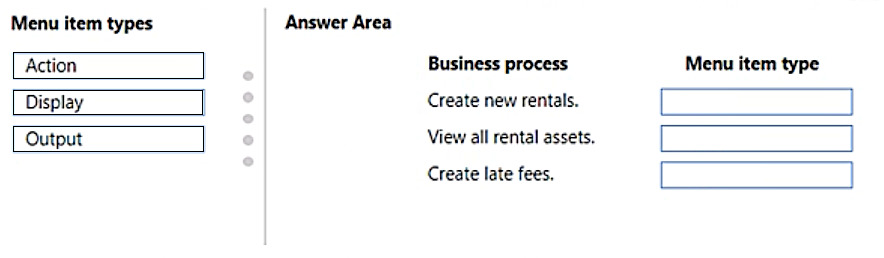 Menu item types
Action
Display
Output
Answer Area
Business process Menu item type
Create new rentals.
View all rental assets.
Create late fees.